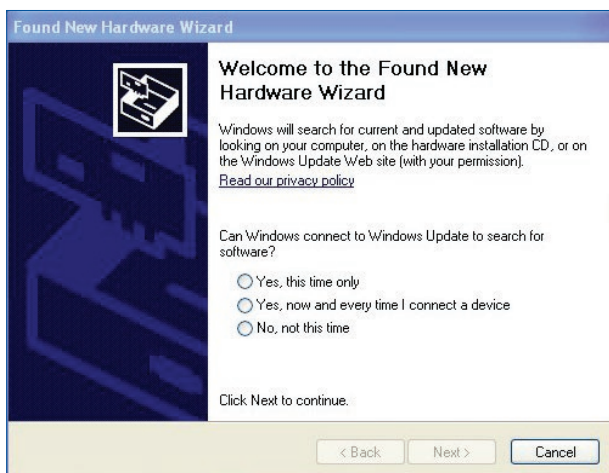 Found New Hardware Wizard
Welcome to the Found New
Hardware Wizard
Windows will search for current and updated software by
looking on your computer, on the hardware installation CD, or on
the Windows Update Web site (with your permission).
Read our privacy policy
Can Windows connect to Windows Update to search for
software?
Yes, this time only
Yes, now and every time I connect a device
No, not this time
Click Next to continue.
< Back
Next >
Cancel